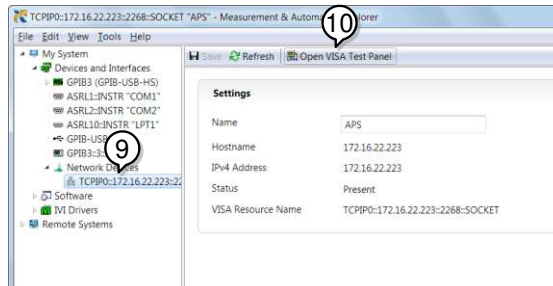 TCPIP0::172.16.22.223::2268::SOCKET "APS" - Measurement & Automa   plorer
10
File Edit View Tools Help
My System
Devices and Interfaces
GPIB3 (GPIB-USB-HS)
ASRL1::INSTR "COM1"
ASRL2::INSTR "COM2"
ASRL10::INSTR "LPT1"
GPIB-USB
GPIB3::3::
9
Network Devices
TCPIP0::172.16.22.223::22
Software
IVI Drivers
Remote Systems
Save Refresh Open VISA Test Panel
Settings
Name APS
Hostname 172.16.22.223
IPv4 Address 172.16.22.223
Status Present
VISA Resource Name TCPIP0::172.16.22.223::2268::SOCKET